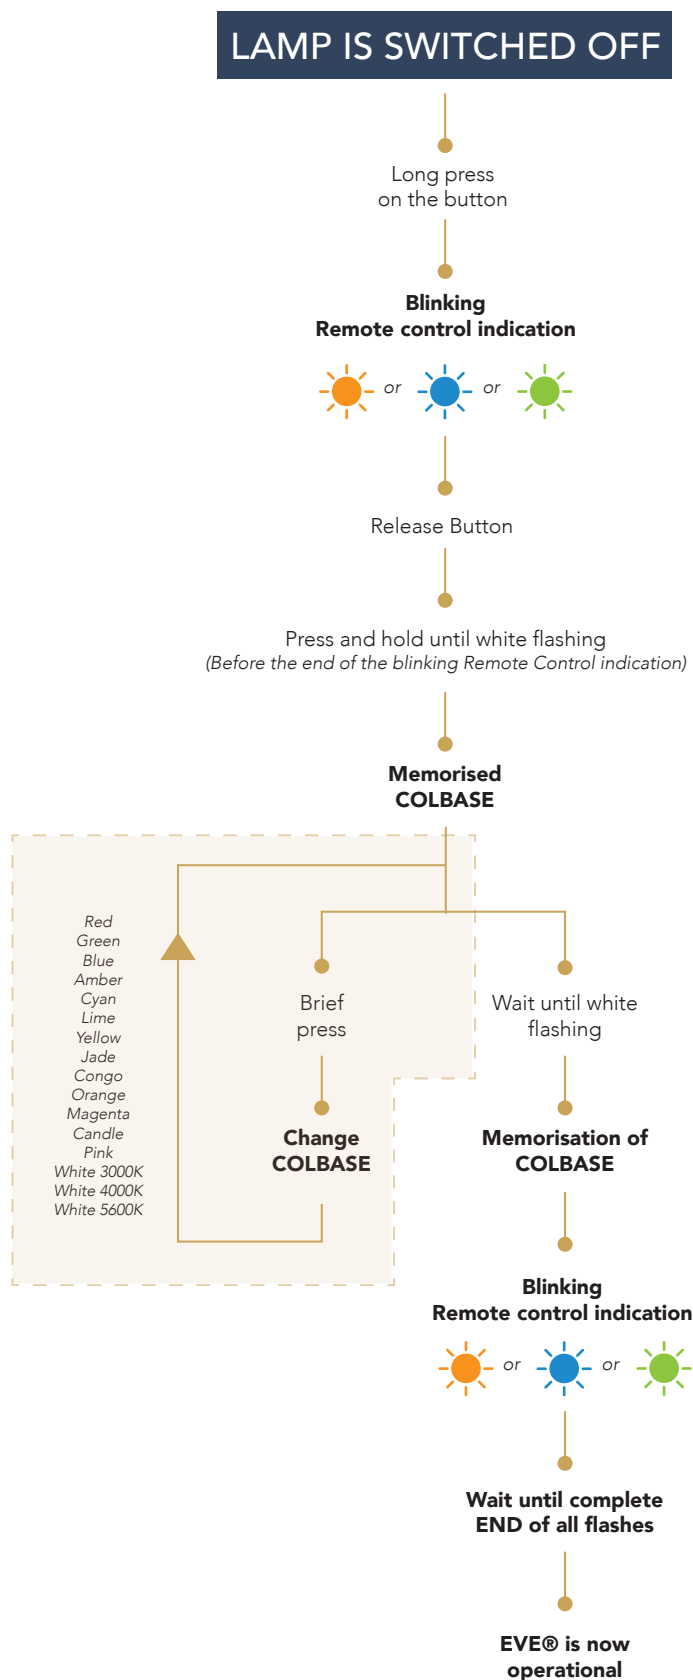 LAMP IS SWITCHED OFF
Long press
on the button
Blinking
Remote control indication
or or
Release Button
Press and hold until white flashing
(Before the end of the blinking Remote Control indication)
Memorised
COLBASE
Red
Green
Blue
Amber
Cyan
Lime
Yellow
Jade
Congo
Orange
Magenta
Candle
Pink
White 3000K
White 4000K
White 5600K
Brief
press
Change
COLBASE
Wait until white
flashing
Memorisation of
COLBASE
Blinking
Remote control indication
or or
Wait until complete
END of all flashes
EVE® is now
operational